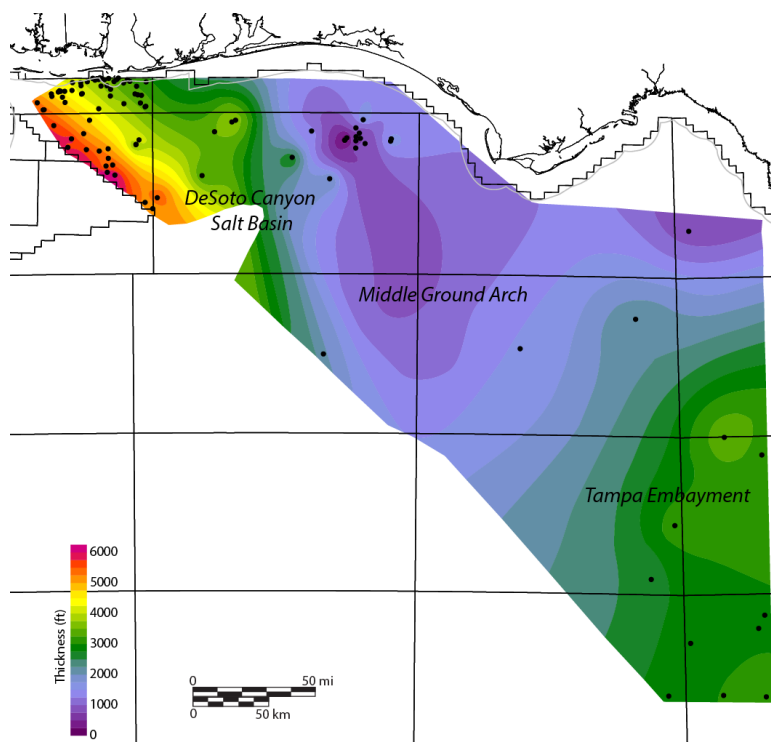 DeSoto Canyon
Salt Basin
Middle Ground Arch
Tampa Embayment
Thickness (ft)
6000
5000
4000
3000
2000
1000
0
0 50 mi
0 50 km